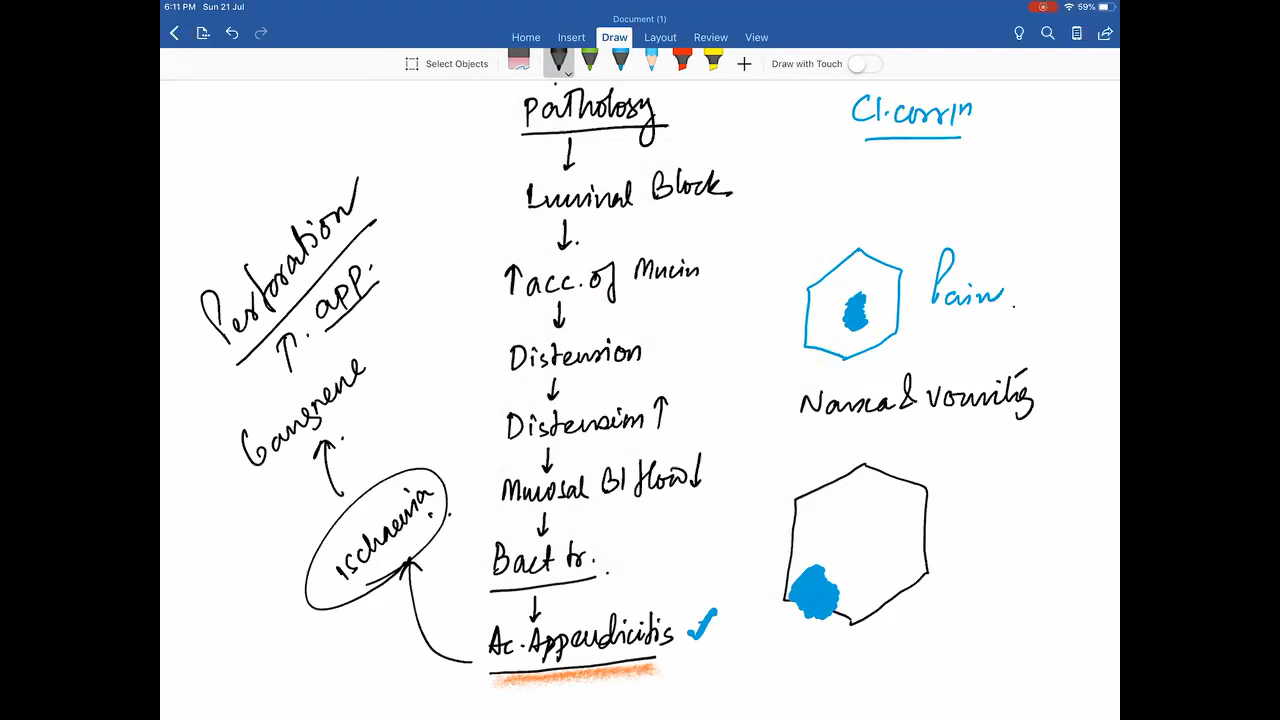 6:11 PM Sun 21 Jul
59%
Document (1)
Home Insert Draw Layout Review View
Select Objects
Draw with Touch
Pathology
↓
Luminal Block
↓
↑ acc. of Mucin
↓
Distension
↓
Distension ↑
↓
Mucosal Bl flow ↓
↓
Bact tr.
↓
Ac. Appendicitis ✓
Ischaemia
Gangrene
Perforation
↑. app.
Cl. corrⁿ
Pain.
Nausea & vomiting